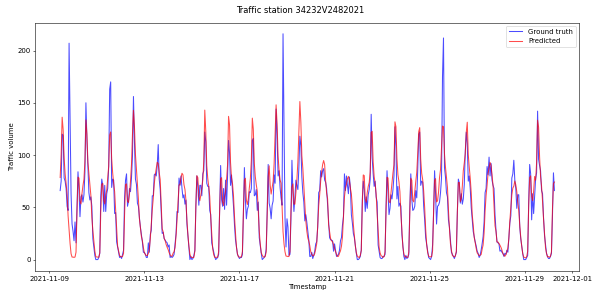 Traffic station 34232V2482021
Ground truth
Predicted
Traffic volume
200
150
100
50
0
2021-11-09
2021-11-13
2021-11-17
2021-11-21
2021-11-25
2021-11-29
2021-12-01
Timestamp